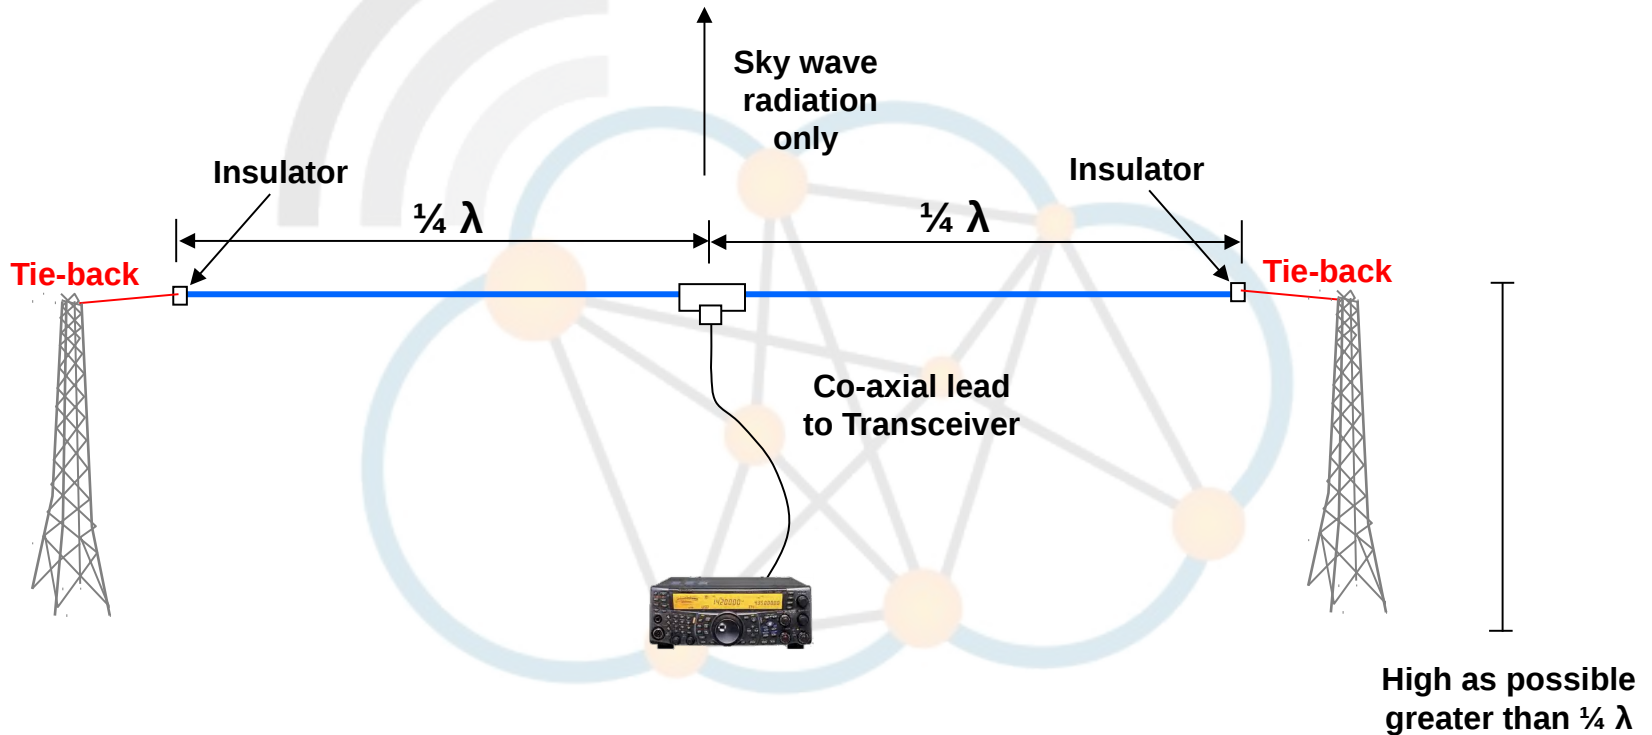 Sky wave
radiation
only
Insulator
Insulator
¼ λ
¼ λ
Tie-back
Tie-back
Co-axial lead
to Transceiver
High as possible
greater than ¼ λ